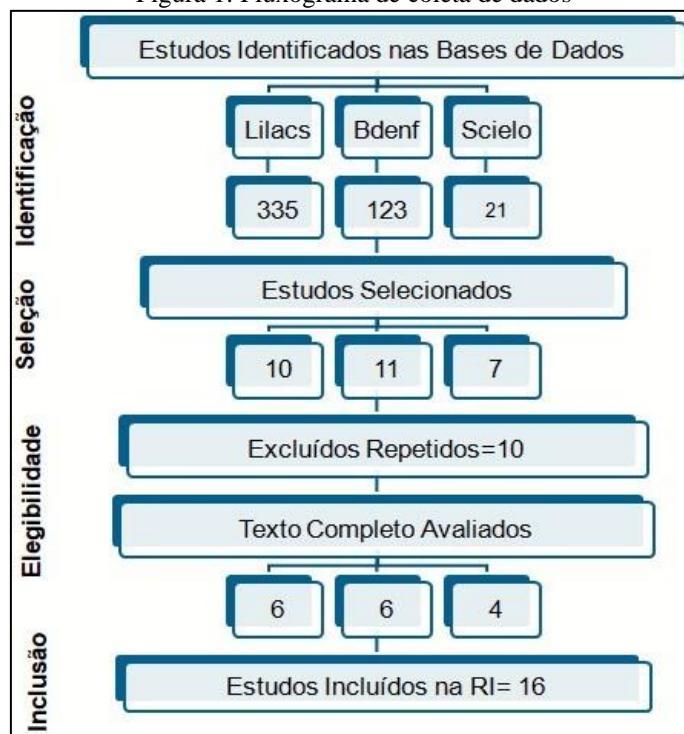 Figura 1: Fluxograma de coleta de dados
Estudos Identificados nas Bases de Dados
Identificação
Lilacs Bdenf Scielo
335 123 21
Seleção
Estudos Selecionados
10 11 7
Elegibilidade
Excluídos Repetidos=10
Texto Completo Avaliados
6 6 4
Inclusão
Estudos Incluídos na RI= 16